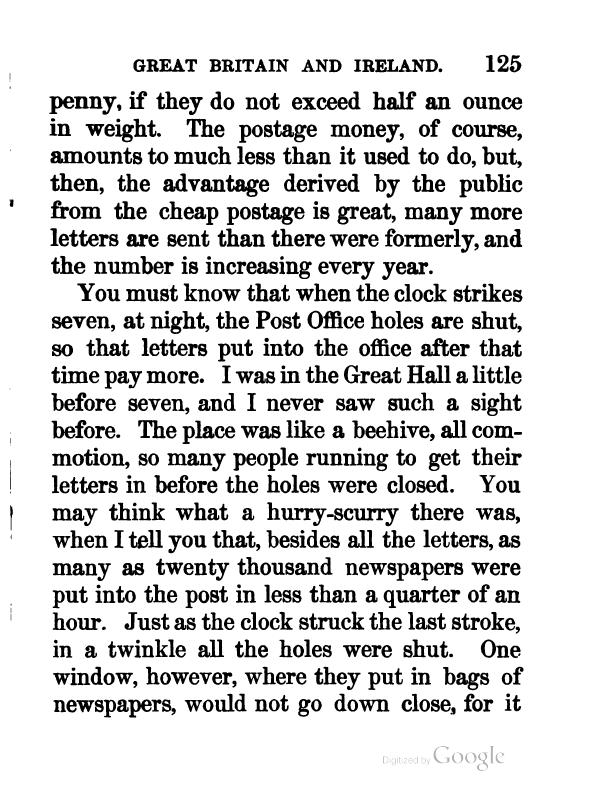 GREAT BRITAIN AND IRELAND. 125
penny, if they do not exceed half an ounce
in weight. The postage money, of course,
amounts to much less than it used to do, but,
then, the advantage derived by the public
from the cheap postage is great, many more
letters are sent than there were formerly, and
the number is increasing every year.
You must know that when the clock strikes
seven, at night, the Post Office holes are shut,
so that letters put into the office after that
time pay more. I was in the Great Hall a little
before seven, and I never saw such a sight
before. The place was like a beehive, all com-
motion, so many people running to get their
letters in before the holes were closed. You
may think what a hurry-scurry there was,
when I tell you that, besides all the letters, as
many as twenty thousand newspapers were
put into the post in less than a quarter of an
hour. Just as the clock struck the last stroke,
in a twinkle all the holes were shut. One
window, however, where they put in bags of
newspapers, would not go down close, for it
Digitized by Google